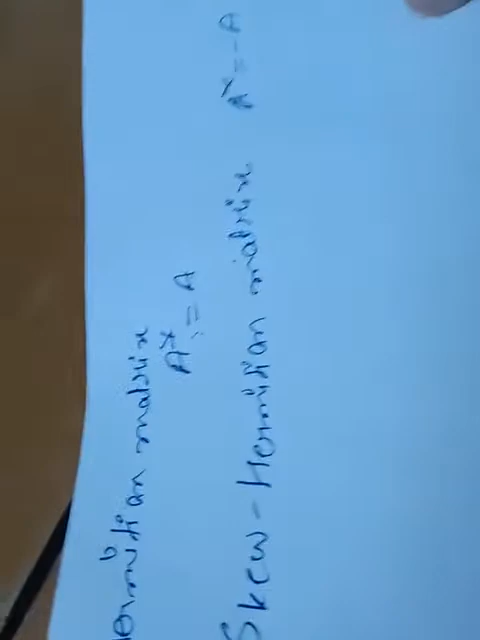 ermitian matrix
A* = A
Skew-Hermitian matrix A* = -A